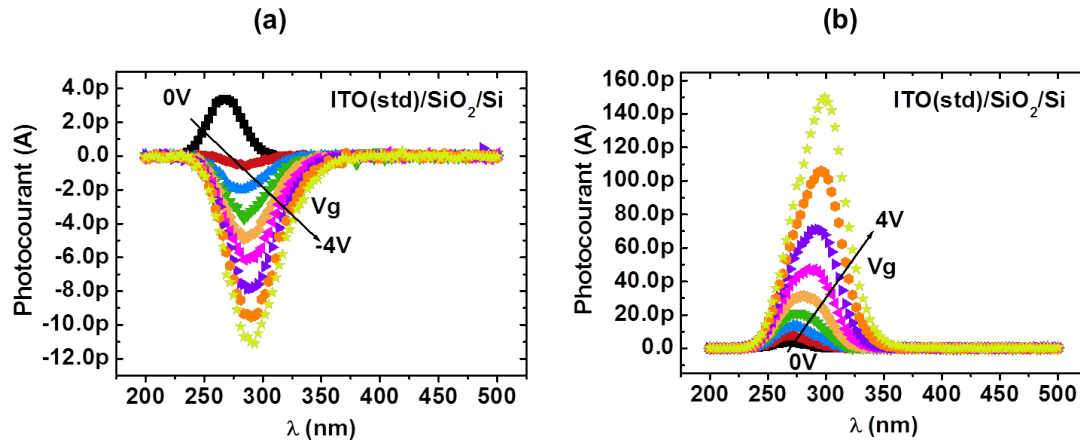 (a)
ITO(std)/SiO2/Si
0V
Vg
-4V
4.0p
2.0p
0.0
-2.0p
-4.0p
-6.0p
-8.0p
-10.0p
-12.0p
Photocourant (A)
200 250 300 350 400 450 500
λ (nm)
(b)
ITO(std)/SiO2/Si
4V
Vg
0V
160.0p
140.0p
120.0p
100.0p
80.0p
60.0p
40.0p
20.0p
0.0
Photocourant (A)
200 250 300 350 400 450 500
λ (nm)